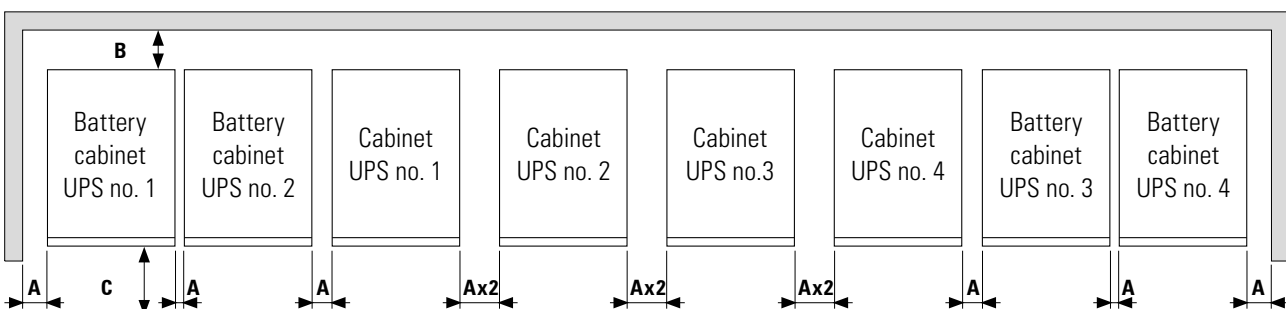 B
Battery
cabinet
UPS no. 1
Battery
cabinet
UPS no. 2
Cabinet
UPS no. 1
Cabinet
UPS no. 2
Cabinet
UPS no.3
Cabinet
UPS no. 4
Battery
cabinet
UPS no. 3
Battery
cabinet
UPS no. 4
A
C
A
A
Ax2
Ax2
Ax2
A
A
A